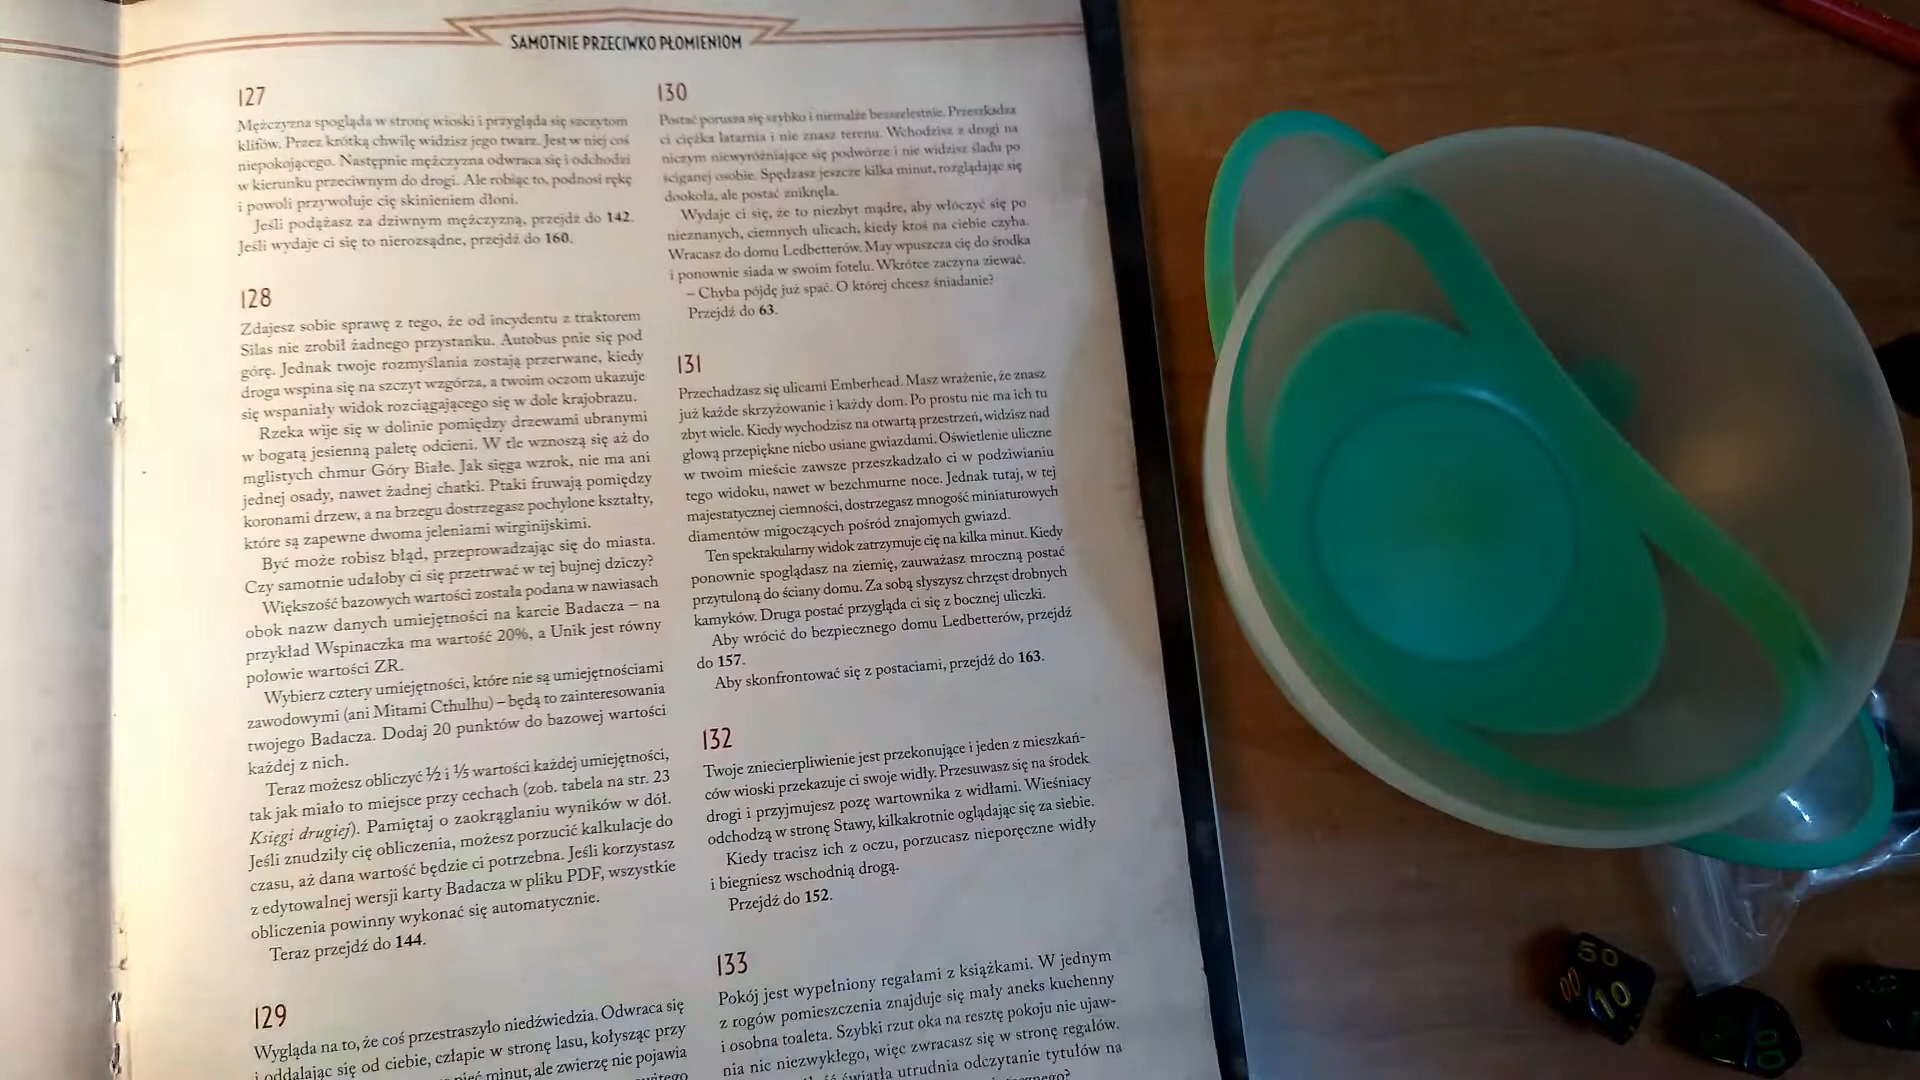 SAMOTNIE PRZECIWKO PŁOMIENIOM
127
Mężczyzna spogląda w stronę wioski i przygląda się szczytom
klifów. Przez krótką chwilę widzisz jego twarz. Jest w niej coś
niepokojącego. Następnie mężczyzna odwraca się i odchodzi
w kierunku przeciwnym do drogi. Ale robiąc to, podnosi rękę
i powoli przywołuje cię skinieniem dłoni.
Jeśli podążasz za dziwnym mężczyzną, przejdź do 142.
Jeśli wydaje ci się to nierozsądne, przejdź do 160.
128
Zdajesz sobie sprawę z tego, że od incydentu z traktorem
Silas nie zrobił żadnego przystanku. Autobus pnie się pod
górę. Jednak twoje rozmyślania zostają przerwane, kiedy
droga wspina się na szczyt wzgórza, a twoim oczom ukazuje
się wspaniały widok rozciągającego się w dole krajobrazu.
Rzeka wije się w dolinie pomiędzy drzewami ubranymi
w bogatą jesienną paletę odcieni. W tle wznoszą się aż do
mglistych chmur Góry Białe. Jak sięga wzrok, nie ma ani
jednej osady, nawet żadnej chatki. Ptaki fruwają pomiędzy
koronami drzew, a na brzegu dostrzegasz pochylone kształty,
które są zapewne dwoma jeleniami wirginijskimi.
Być może robisz błąd, przeprowadzając się do miasta.
Czy samotnie udałoby ci się przetrwać w tej bujnej dziczy?
Większość bazowych wartości została podana w nawiasach
obok nazw danych umiejętności na karcie Badacza – na
przykład Wspinaczka ma wartość 20%, a Unik jest równy
połowie wartości ZR.
Wybierz cztery umiejętności, które nie są umiejętnościami
zawodowymi (ani Mitami Cthulhu) – będą to zainteresowania
twojego Badacza. Dodaj 20 punktów do bazowej wartości
każdej z nich.
Teraz możesz obliczyć ½ i ⅕ wartości każdej umiejętności,
tak jak miało to miejsce przy cechach (zob. tabela na str. 23
Księgi drugiej). Pamiętaj o zaokrąglaniu wyników w dół.
Jeśli znudziły cię obliczenia, możesz porzucić kalkulacje do
czasu, aż dana wartość będzie ci potrzebna. Jeśli korzystasz
z edytowalnej wersji karty Badacza w pliku PDF, wszystkie
obliczenia powinny wykonać się automatycznie.
Teraz przejdź do 144.
129
Wygląda na to, że coś przestraszyło niedźwiedzia. Odwraca się
i oddalając się od ciebie, człapie w stronę lasu, kołysząc przy
minut, ale zwierzę nie pojawia
130
Postać porusza się szybko i niemalże bezszelestnie. Przeszkadza
ci ciężka latarnia i nie znasz terenu. Wchodzisz z drogi na
niczym niewyróżniające się podwórze i nie widzisz śladu po
ściganej osobie. Spędzasz jeszcze kilka minut, rozglądając się
dookoła, ale postać zniknęła.
Wydaje ci się, że to niezbyt mądre, aby włóczyć się po
nieznanych, ciemnych ulicach, kiedy ktoś na ciebie czyha.
Wracasz do domu Ledbetterów. May wpuszcza cię do środka
i ponownie siada w swoim fotelu. Wkrótce zaczyna ziewać.
– Chyba pójdę już spać. O której chcesz śniadanie?
Przejdź do 63.
131
Przechadzasz się ulicami Emberhead. Masz wrażenie, że znasz
już każde skrzyżowanie i każdy dom. Po prostu nie ma ich tu
zbyt wiele. Kiedy wychodzisz na otwartą przestrzeń, widzisz nad
głową przepiękne niebo usiane gwiazdami. Oświetlenie uliczne
w twoim mieście zawsze przeszkadzało ci w podziwianiu
tego widoku, nawet w bezchmurne noce. Jednak tutaj, w tej
majestatycznej ciemności, dostrzegasz mnogość miniaturowych
diamentów migoczących pośród znajomych gwiazd.
Ten spektakularny widok zatrzymuje cię na kilka minut. Kiedy
ponownie spoglądasz na ziemię, zauważasz mroczną postać
przytuloną do ściany domu. Za sobą słyszysz chrzęst drobnych
kamyków. Druga postać przygląda ci się z bocznej uliczki.
Aby wrócić do bezpiecznego domu Ledbetterów, przejdź
do 157.
Aby skonfrontować się z postaciami, przejdź do 163.
132
Twoje zniecierpliwienie jest przekonujące i jeden z mieszkań-
ców wioski przekazuje ci swoje widły. Przesuwasz się na środek
drogi i przyjmujesz pozę wartownika z widłami. Wieśniacy
odchodzą w stronę Stawy, kilkakrotnie oglądając się za siebie.
Kiedy tracisz ich z oczu, porzucasz nieporęczne widły
i biegniesz wschodnią drogą.
Przejdź do 152.
133
Pokój jest wypełniony regałami z książkami. W jednym
z rogów pomieszczenia znajduje się mały aneks kuchenny
i osobna toaleta. Szybki rzut oka na resztę pokoju nie ujaw-
nia nic niezwykłego, więc zwracasz się w stronę regałów.
światła utrudnia odczytanie tytułów na
50
00
10